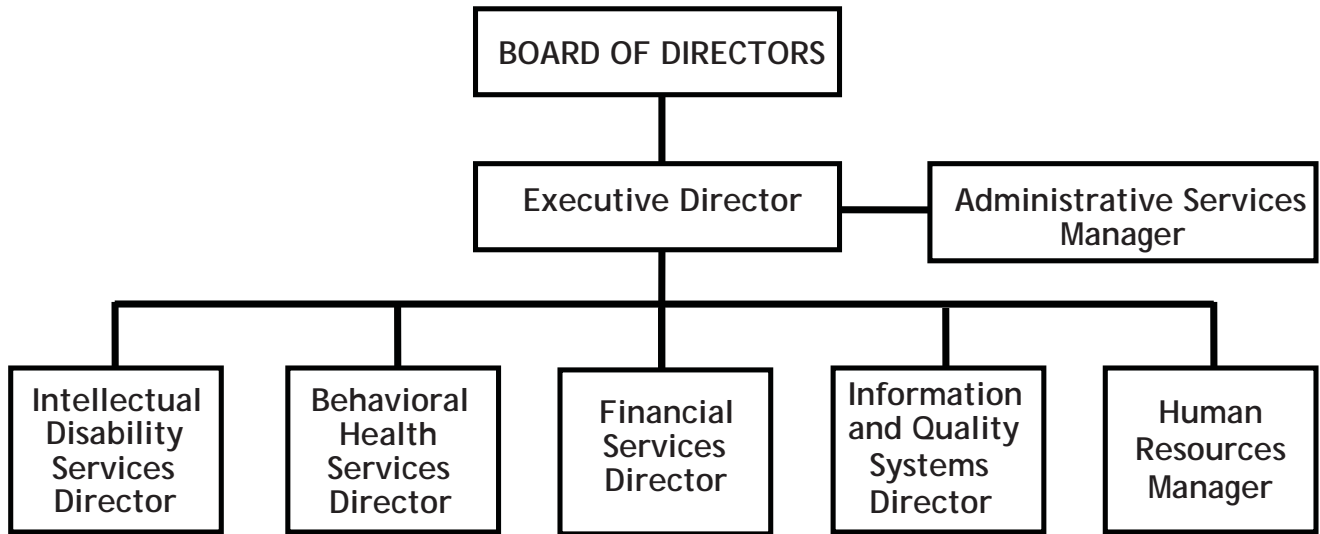 BOARD OF DIRECTORS
Executive Director
Administrative Services
Manager
Intellectual
Disability
Services
Director
Behavioral
Health
Services
Director
Financial
Services
Director
Information
and Quality
Systems
Director
Human
Resources
Manager